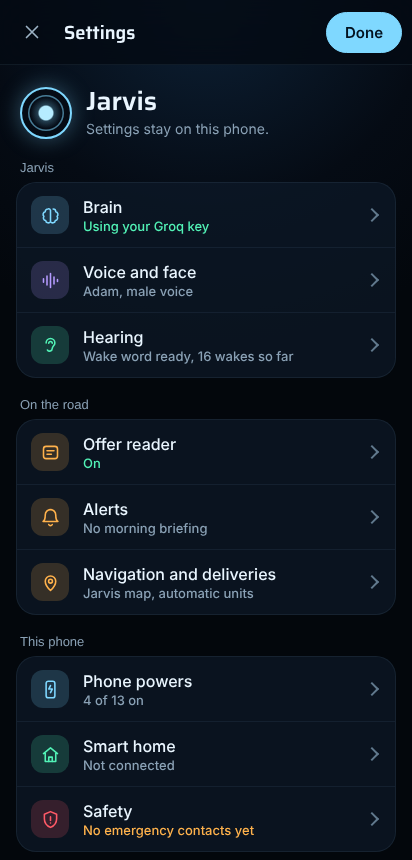 Settings
Done
Jarvis
Settings stay on this phone.
Jarvis
Brain
Using your Groq key
Voice and face
Adam, male voice
Hearing
Wake word ready, 16 wakes so far
On the road
Offer reader
On
Alerts
No morning briefing
Navigation and deliveries
Jarvis map, automatic units
This phone
Phone powers
4 of 13 on
Smart home
Not connected
Safety
No emergency contacts yet